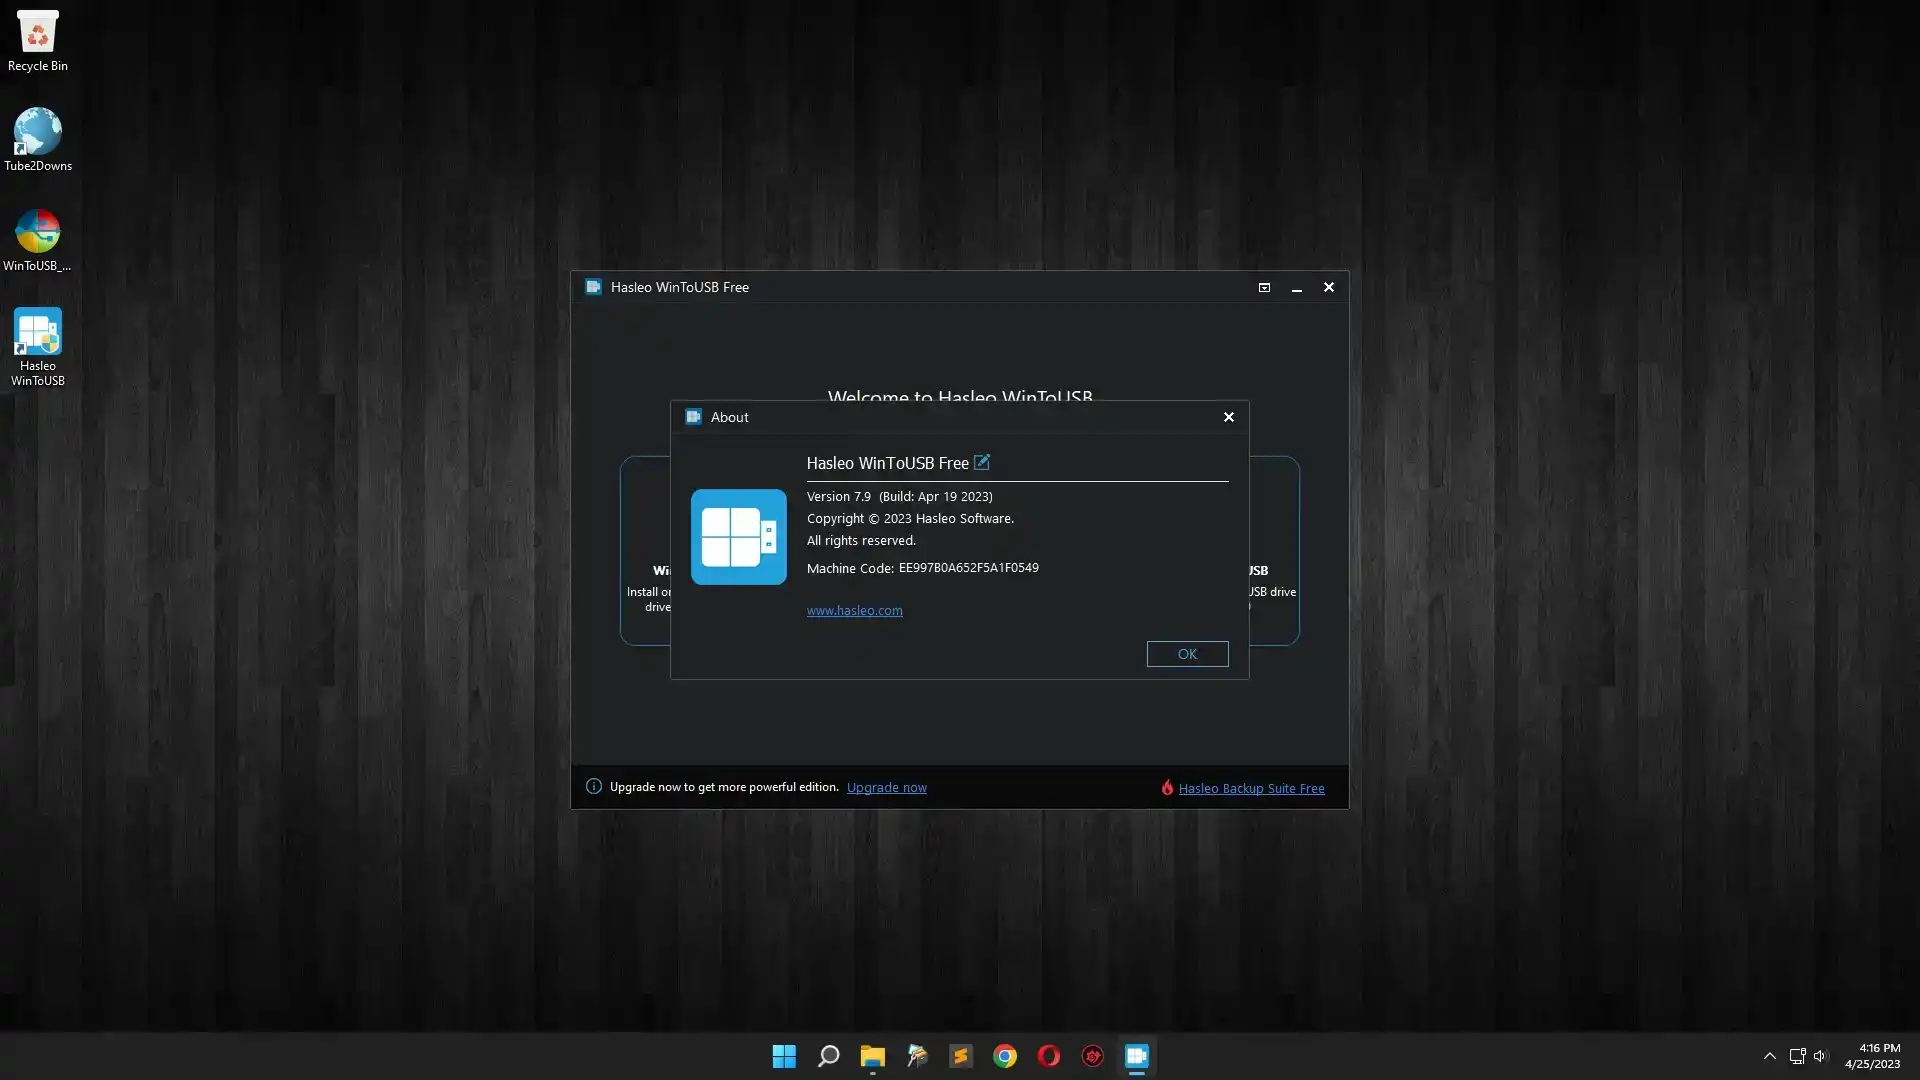 Recycle Bin
Tube2Downs
WinToUSB_...
Hasleo
WinToUSB
Hasleo WinToUSB Free
Welcome to Hasleo WinToUSB
About
Hasleo WinToUSB Free
Version 7.9 (Build: Apr 19 2023)
Copyright © 2023 Hasleo Software.
All rights reserved.
Machine Code: EE997B0A652F5A1F0549
www.hasleo.com
OK
Install
drive
USB drive
Upgrade now to get more powerful edition. Upgrade now
Hasleo Backup Suite Free
4:16 PM
4/25/2023